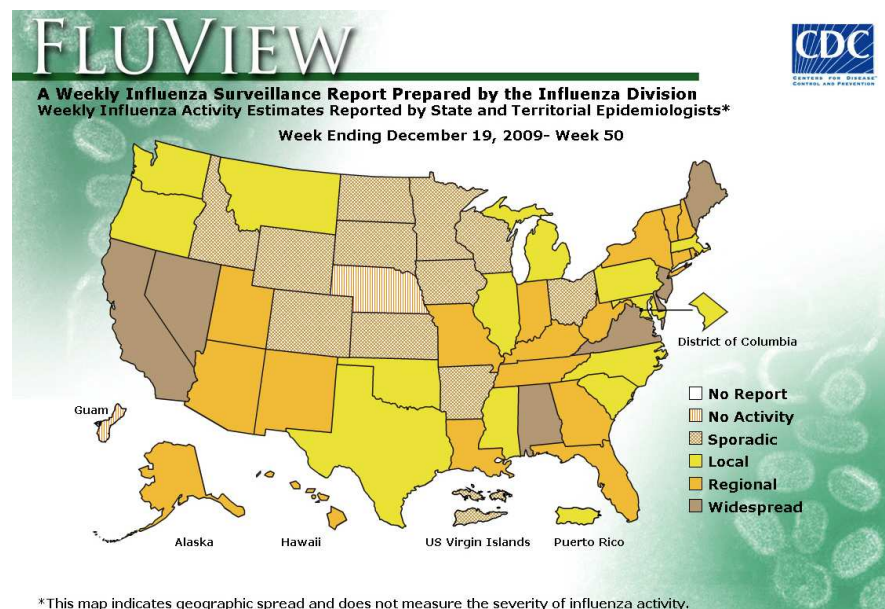 FLUVIEW
CDC
CENTERS FOR DISEASE
CONTROL AND PREVENTION
A Weekly Influenza Surveillance Report Prepared by the Influenza Division
Weekly Influenza Activity Estimates Reported by State and Territorial Epidemiologists*
Week Ending December 19, 2009- Week 50
District of Columbia
No Report
No Activity
Sporadic
Local
Regional
Widespread
Guam
Alaska
Hawaii
US Virgin Islands
Puerto Rico
*This map indicates geographic spread and does not measure the severity of influenza activity.